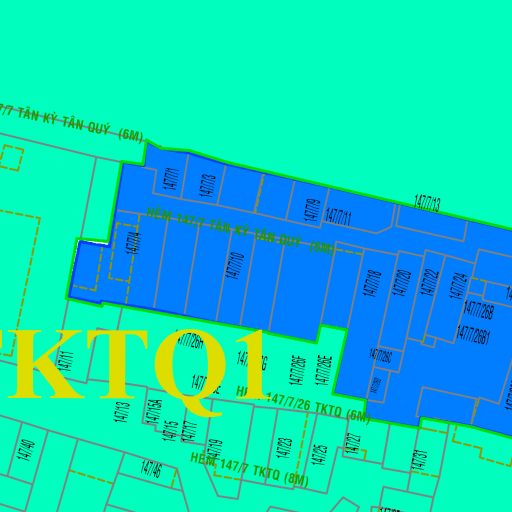 7/7 TÂN KỲ TÂN QUÝ (6M)
147/7/1
147/7/3
147/7/9
147/7/11
147/7/13
HẺM 147/7 TÂN KỲ TÂN QUÝ (6M)
147/7/4
147/7/10
147/7/18
147/7/20
147/7/22
147/7/24
147/7/26B
147/7/26B1
147/7/26C
147/7/26H
147/7/26F
147/7/26E
TKTQ1
147/11
HẺM 147/7/26 TKTQ (6M)
147/13
147/15A
147/15
147/17
147/19
147/23
147/25
147/27
147/31
147/40
147/46
HẺM 147/7 TKTQ (8M)